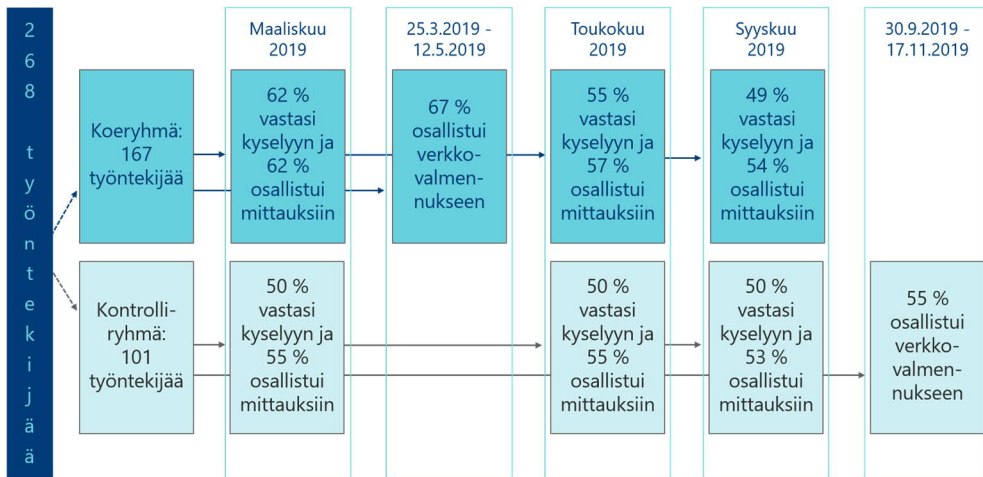 268 työntekijää
Maaliskuu
2019
25.3.2019 -
12.5.2019
Toukokuu
2019
Syyskuu
2019
30.9.2019 -
17.11.2019
Koeryhmä:
167
työntekijää
62 %
vastasi
kyselyyn ja
62 %
osallistui
mittauksiin
67 %
osallistui
verkko-
valmen-
nukseen
55 %
vastasi
kyselyyn ja
57 %
osallistui
mittauksiin
49 %
vastasi
kyselyyn ja
54 %
osallistui
mittauksiin
Kontrolli-
ryhmä:
101
työntekijää
50 %
vastasi
kyselyyn ja
55 %
osallistui
mittauksiin
50 %
vastasi
kyselyyn ja
55 %
osallistui
mittauksiin
50 %
vastasi
kyselyyn ja
53 %
osallistui
mittauksiin
55 %
osallistui
verkko-
valmen-
nukseen